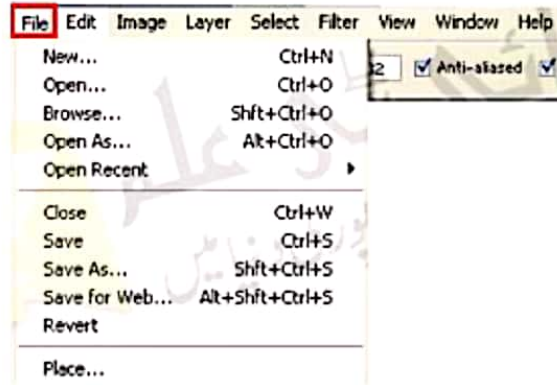 File Edit Image Layer Select Filter View Window Help
New... Ctrl+N
Open... Ctrl+O
Browse... Shft+Ctrl+O
Open As... Alt+Ctrl+O
Open Recent
Close Ctrl+W
Save Ctrl+S
Save As... Shft+Ctrl+S
Save for Web... Alt+Shft+Ctrl+S
Revert
Place...
Anti-aliased